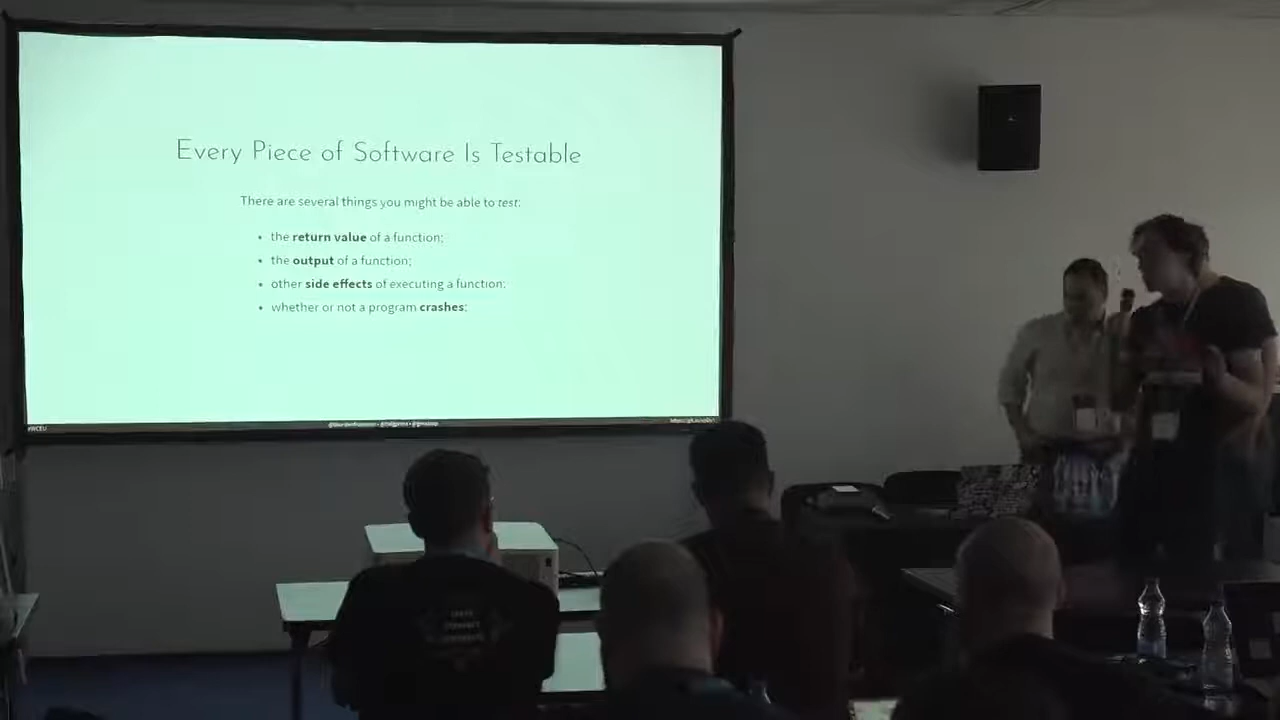 Every Piece of Software Is Testable
There are several things you might be able to test:
• the return value of a function;
• the output of a function;
• other side effects of executing a function;
• whether or not a program crashes;
#WCEU